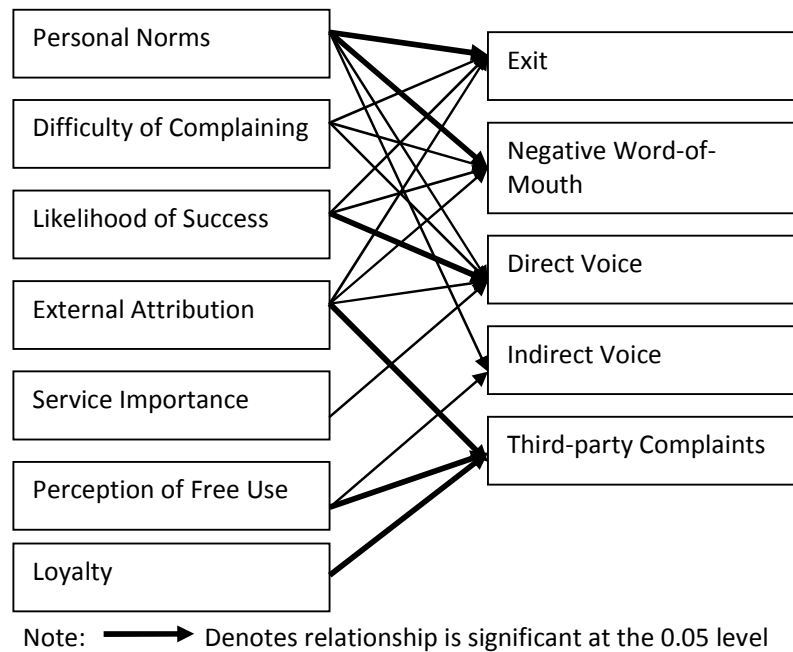 Personal Norms
Difficulty of Complaining
Likelihood of Success
External Attribution
Service Importance
Perception of Free Use
Loyalty
Exit
Negative Word-of-
Mouth
Direct Voice
Indirect Voice
Third-party Complaints
Note: Denotes relationship is significant at the 0.05 level